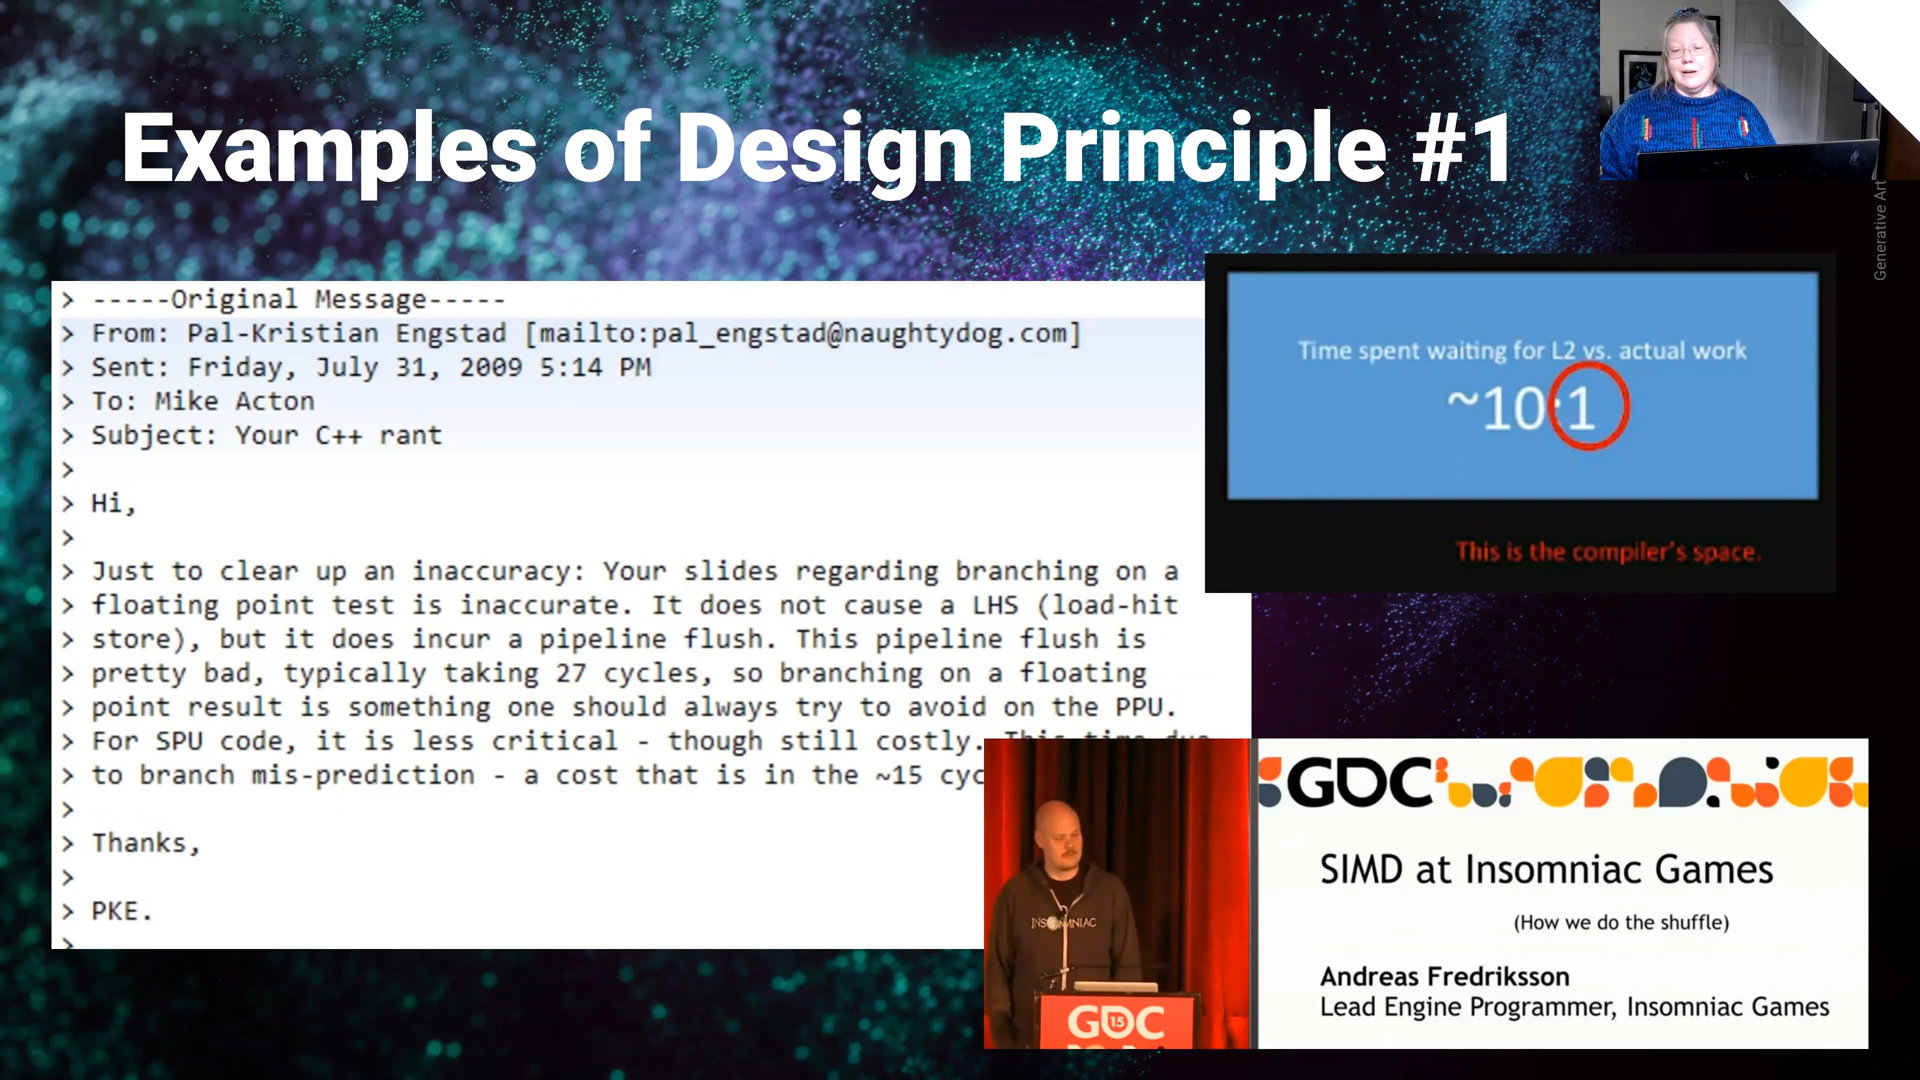 Examples of Design Principle #1
Generative Art
> -----Original Message-----
> From: Pal-Kristian Engstad [mailto:pal_engstad@naughtydog.com]
> Sent: Friday, July 31, 2009 5:14 PM
> To: Mike Acton
> Subject: Your C++ rant
>
> Hi,
>
> Just to clear up an inaccuracy: Your slides regarding branching on a
> floating point test is inaccurate. It does not cause a LHS (load-hit
> store), but it does incur a pipeline flush. This pipeline flush is
> pretty bad, typically taking 27 cycles, so branching on a floating
> point result is something one should always try to avoid on the PPU.
> For SPU code, it is less critical - though still costly. This time due
> to branch mis-prediction - a cost that is in the ~15 cyc
>
> Thanks,
>
> PKE.
>
Time spent waiting for L2 vs. actual work
~10:1
This is the compiler's space.
INSOMNIAC
GDC
15
GDC
SIMD at Insomniac Games
(How we do the shuffle)
Andreas Fredriksson
Lead Engine Programmer, Insomniac Games